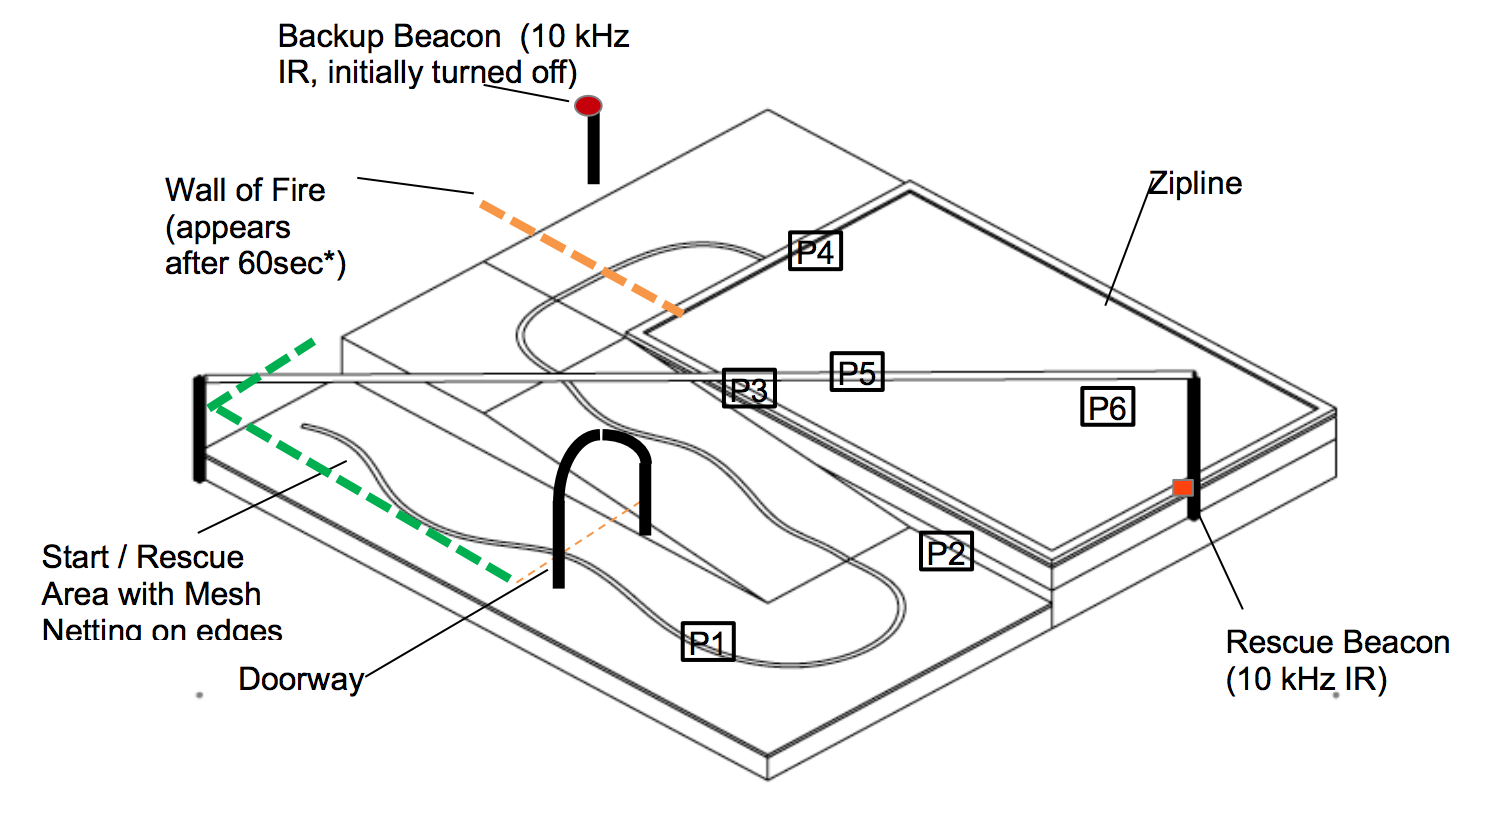 Backup Beacon  (10 kHz
IR, initially turned off)
Wall of Fire
(appears
after 60sec*)
Zipline
P4
P5
P3
P6
Start / Rescue
Area with Mesh
Netting on edges
P2
P1
Doorway
Rescue Beacon
(10 kHz IR)